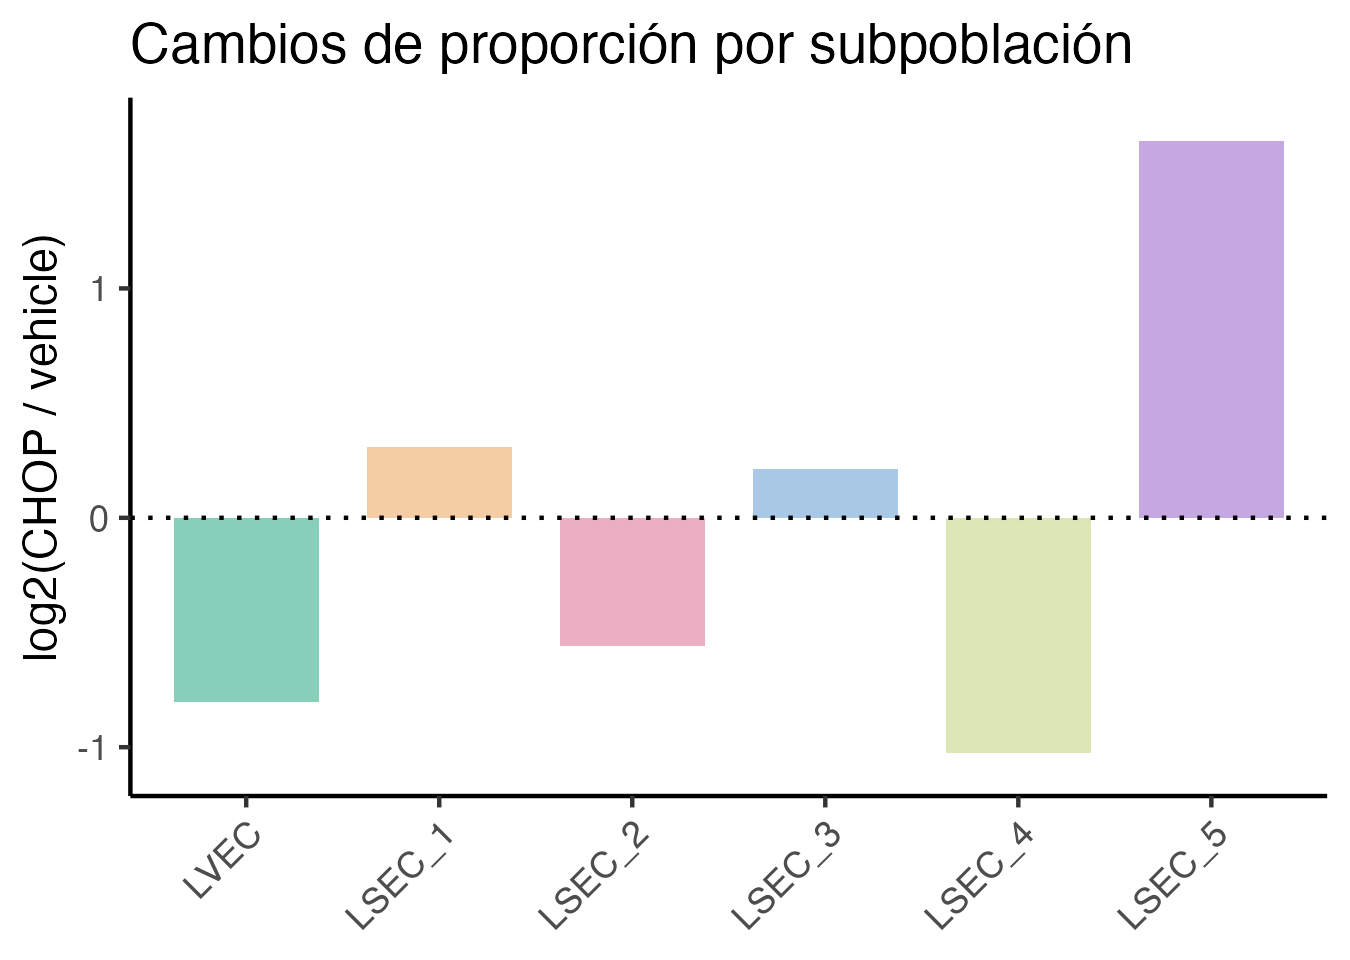 Cambios de proporción por subpoblación
log2(CHOP / vehicle)
1
0
-1
LVEC
LSEC_1
LSEC_2
LSEC_3
LSEC_4
LSEC_5